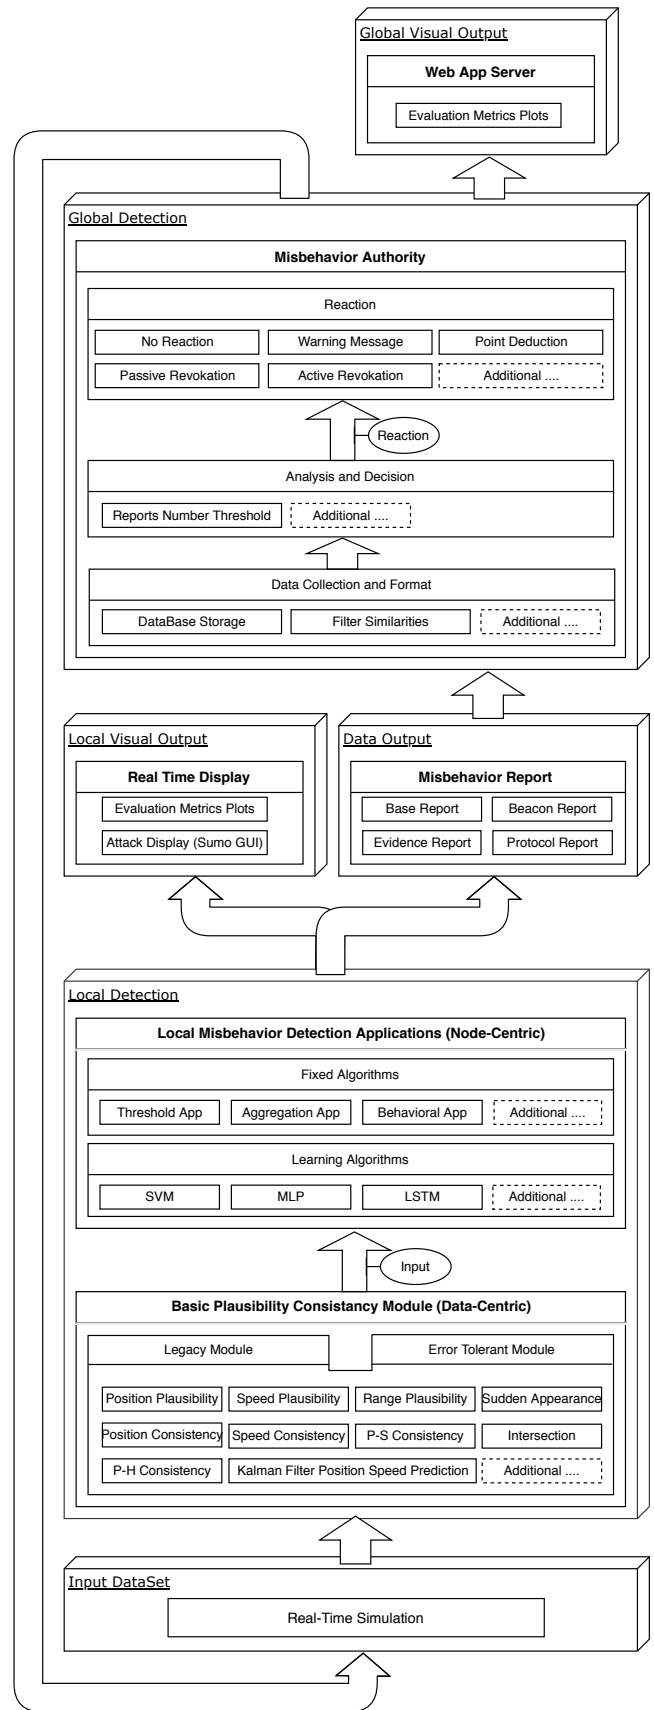 Global Visual Output
Web App Server
Evaluation Metrics Plots
Global Detection
Misbehavior Authority
Reaction
No Reaction
Warning Message
Point Deduction
Passive Revokation
Active Revokation
Additional ....
Reaction
Analysis and Decision
Reports Number Threshold
Additional ....
Data Collection and Format
DataBase Storage
Filter Similarities
Additional ....
Local Visual Output
Real Time Display
Evaluation Metrics Plots
Attack Display (Sumo GUI)
Data Output
Misbehavior Report
Base Report
Beacon Report
Evidence Report
Protocol Report
Local Detection
Local Misbehavior Detection Applications (Node-Centric)
Fixed Algorithms
Threshold App
Aggregation App
Behavioral App
Additional ....
Learning Algorithms
SVM
MLP
LSTM
Additional ....
Input
Basic Plausibility Consistancy Module (Data-Centric)
Legacy Module
Error Tolerant Module
Position Plausibility
Speed Plausibility
Range Plausibility
Sudden Appearance
Position Consistency
Speed Consistency
P-S Consistency
Intersection
P-H Consistency
Kalman Filter Position Speed Prediction
Additional ....
Input DataSet
Real-Time Simulation